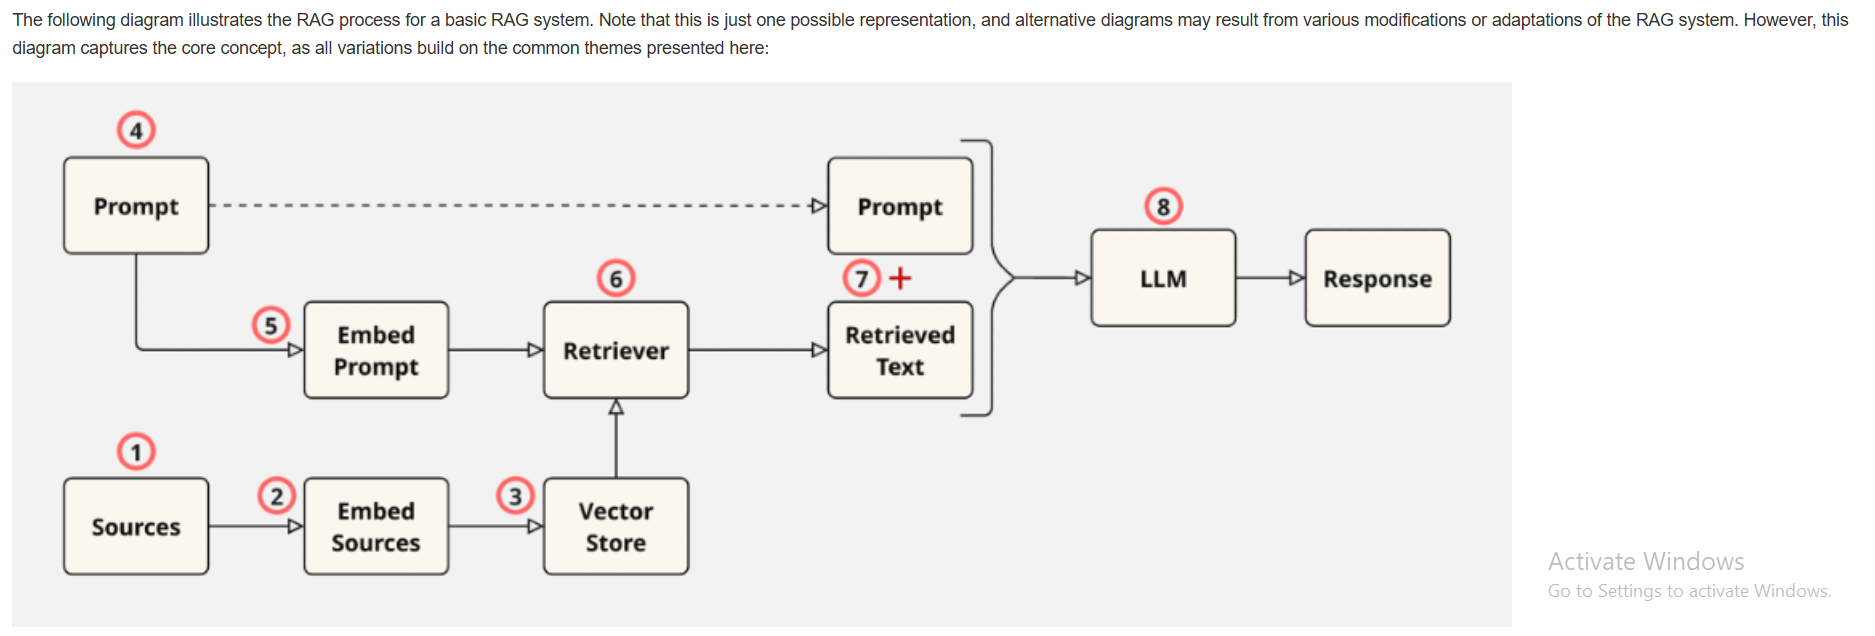 The following diagram illustrates the RAG process for a basic RAG system. Note that this is just one possible representation, and alternative diagrams may result from various modifications or adaptations of the RAG system. However, this
diagram captures the core concept, as all variations build on the common themes presented here:
4
Prompt
Prompt
8
LLM
Response
5
Embed
Prompt
6
Retriever
7 +
Retrieved
Text
1
Sources
2
Embed
Sources
3
Vector
Store
Activate Windows
Go to Settings to activate Windows.